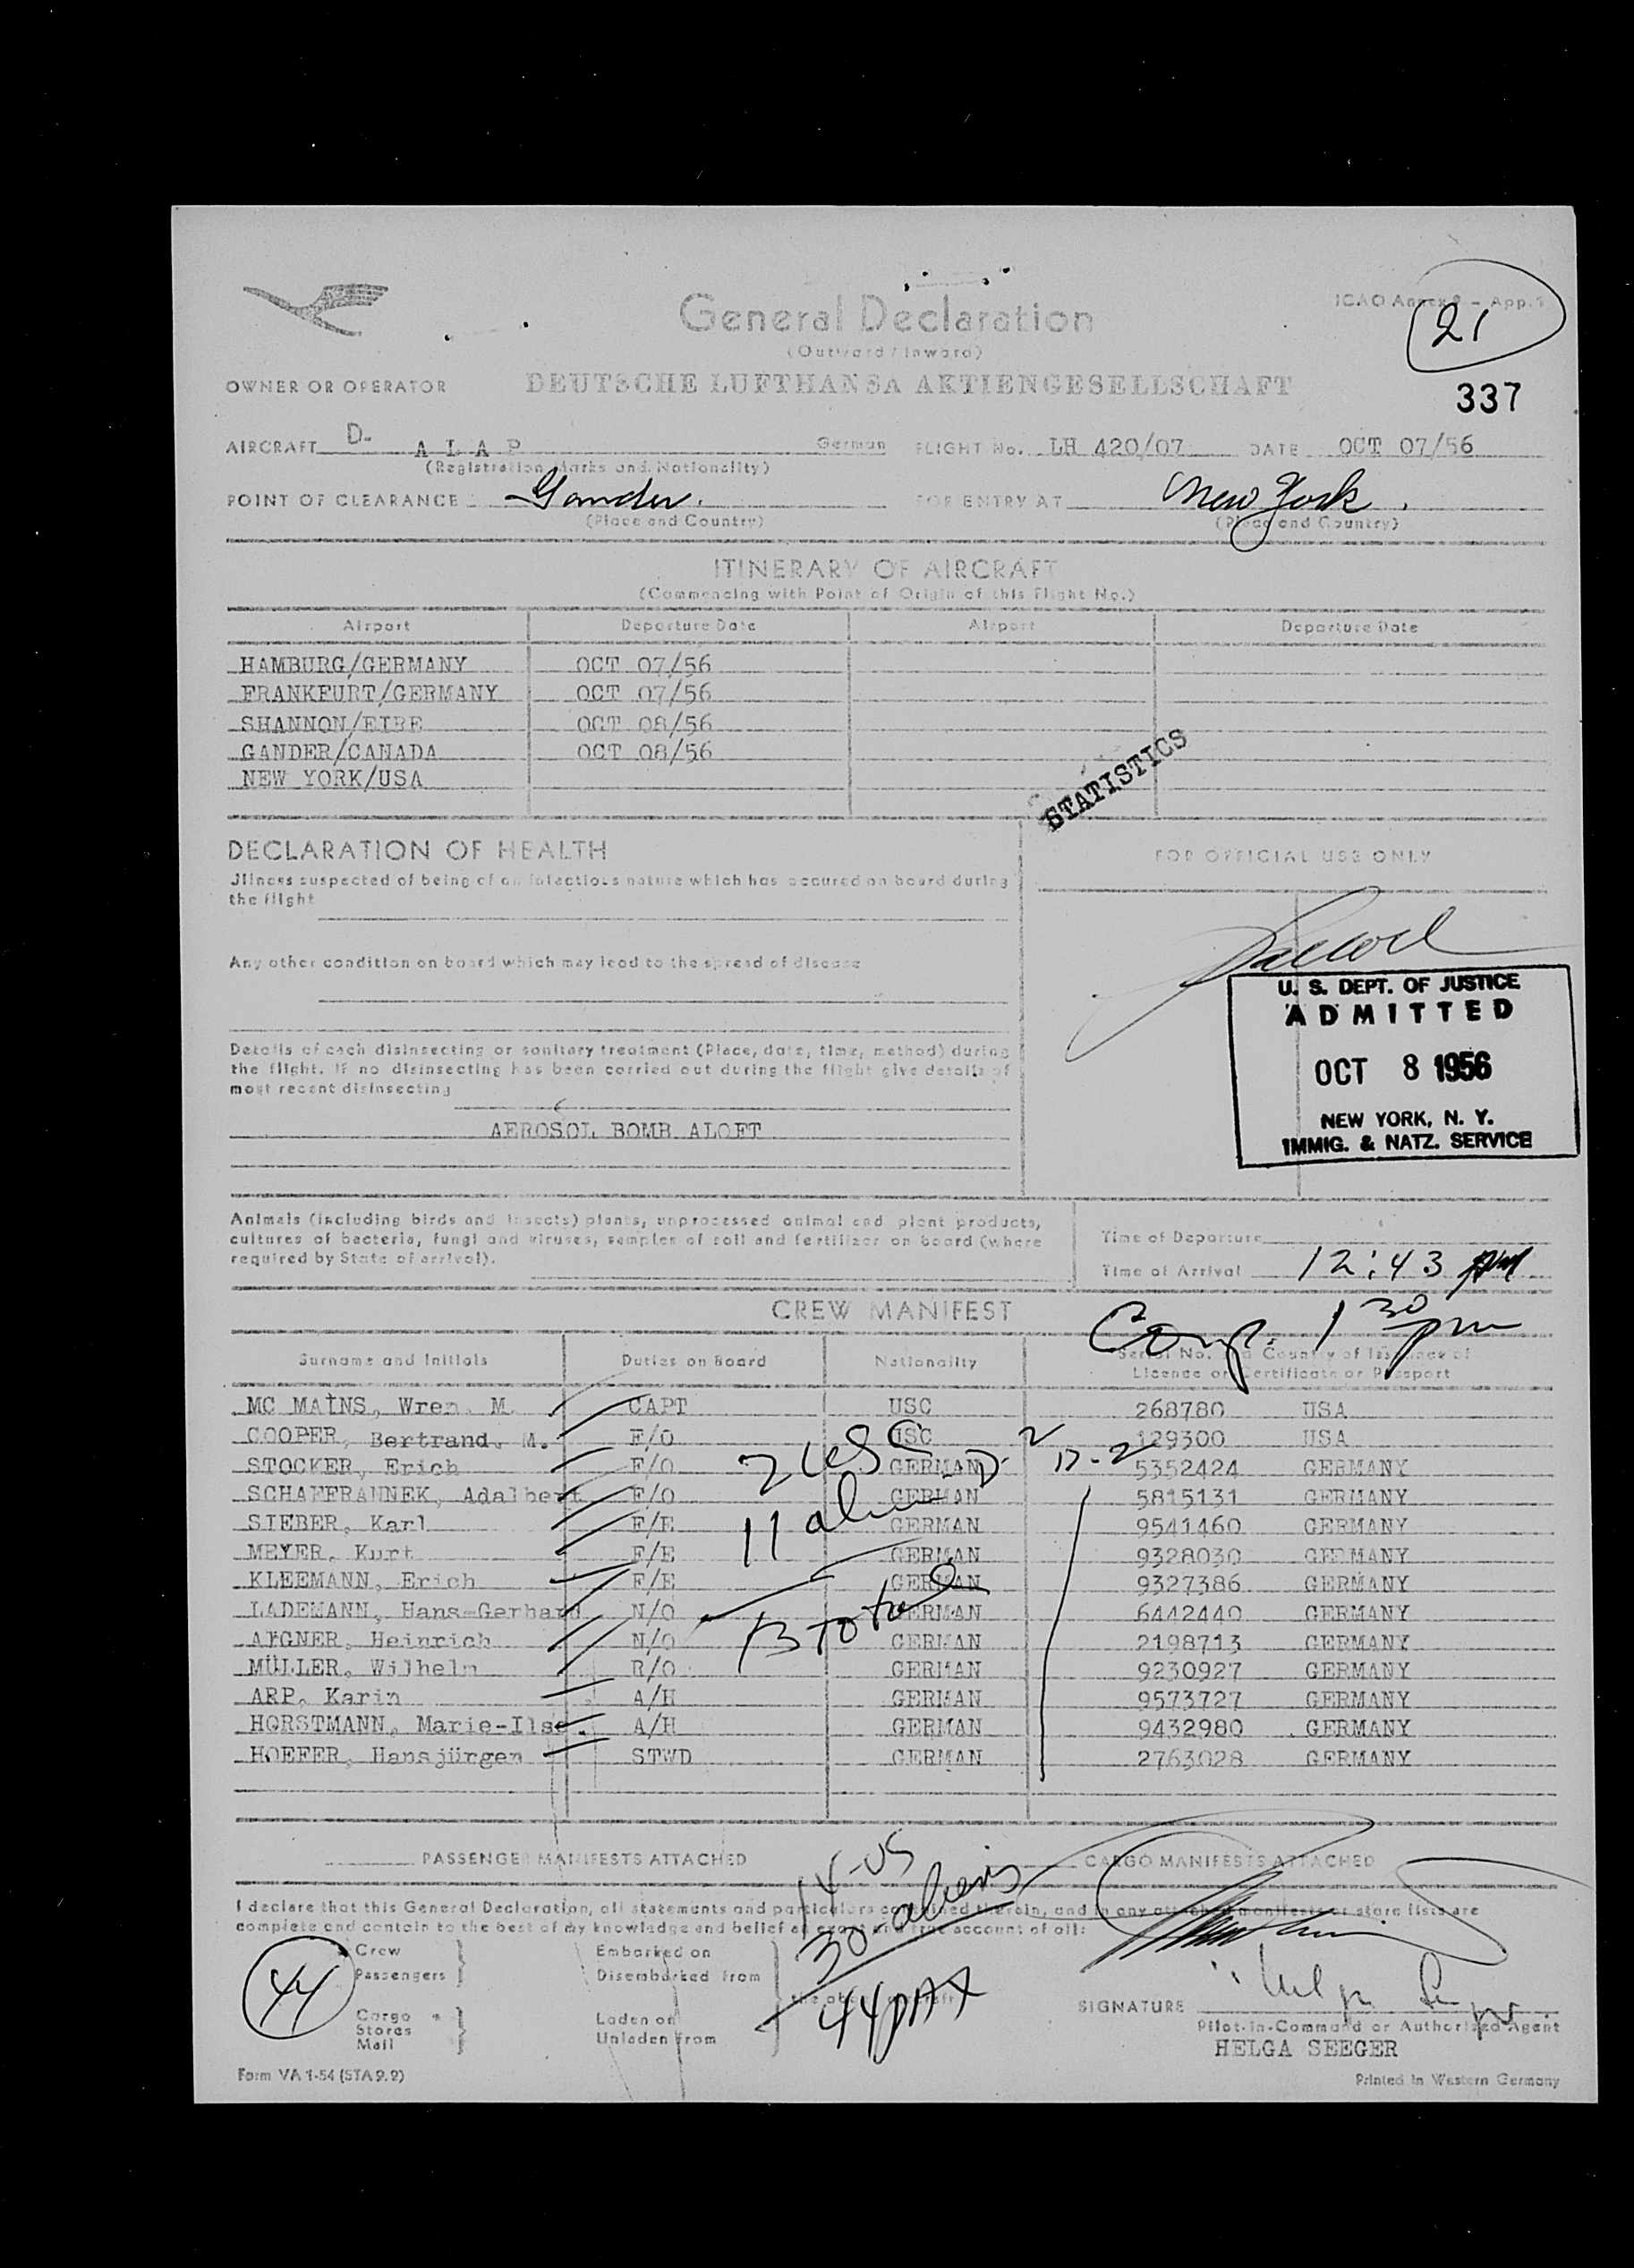 General Declaration
ICAO Annex 9 – App. 1
(Outward / Inward)
21
OWNER OR OPERATOR DEUTSCHE LUFTHANSA AKTIENGESELLSCHAFT
337
AIRCRAFT D- A L A P German FLIGHT No. LH 420/07 DATE OCT 07/56
(Registration Marks and Nationality)
POINT OF CLEARANCE Gander. FOR ENTRY AT New York.
(Place and Country) (Place and Country)
ITINERARY OF AIRCRAFT
(Commencing with Point of Origin of this Flight No.)
Airport Departure Date Airport Departure Date
HAMBURG/GERMANY OCT 07/56
FRANKFURT/GERMANY OCT 07/56
SHANNON/EIRE OCT 08/56
GANDER/CANADA OCT 08/56
NEW YORK/USA
STATISTICS
DECLARATION OF HEALTH
FOR OFFICIAL USE ONLY
Jllness suspected of being of an infectious nature which has occured on board during
the flight
Any other condition on board which may lead to the spread of disease
U. S. DEPT. OF JUSTICE
ADMITTED
OCT 8 1956
NEW YORK, N. Y.
IMMIG. & NATZ. SERVICE
Details of each disinsecting or sanitary treatment (Place, date, time, method) during
the flight. If no disinsecting has been carried out during the flight give details of
most recent disinsecting
AEROSOL BOMB ALOFT
Animals (including birds and insects) plants, unprocessed animal and plant products,
cultures of bacteria, fungi and viruses, samples of soil and fertilizer on board (where
required by State of arrival).
Time of Departure
Time of Arrival 12:43 PM
CREW MANIFEST
Comp. 1 30 pm
Surname and Initials Duties on Board Nationality Serial No. and Country of Issuance of
Licence or Certificate or Passport
MC MAINS, Wren. M. CAPT USC 268780 USA
COOPER, Bertrand. M. F/O USC 129300 USA
STOCKER, Erich F/O GERMAN 5352424 GERMANY
SCHAFFRANNEK, Adalbert F/O GERMAN 5815131 GERMANY
SIEBER, Karl F/E GERMAN 9541460 GERMANY
MEYER, Kurt F/E GERMAN 9328030 GERMANY
KLEEMANN, Erich F/E GERMAN 9327386 GERMANY
LADEMANN, Hans-Gerhard N/O GERMAN 6442440 GERMANY
AIGNER, Heinrich N/O GERMAN 2198713 GERMANY
MÜLLER, Wilhelm R/O GERMAN 9230927 GERMANY
ARP, Karin A/H GERMAN 9573727 GERMANY
HORSTMANN, Marie-Ilse. A/H GERMAN 9432980 GERMANY
HOEFER, Hansjürgen STWD GERMAN 2763028 GERMANY
2 USC
11 alien D-2
D-2
13 total
PASSENGER MANIFESTS ATTACHED CARGO MANIFESTS ATTACHED
14-US
30 aliens
44 PAX
I declare that this General Declaration, all statements and particulars contained therein, and in any attached manifests or store lists are
complete and contain to the best of my knowledge and belief an exact and true account of all:
44
Crew
Passengers
Embarked on
Disembarked from
the above aircraft
Cargo
Stores
Mail
Laden on
Unladen from
SIGNATURE
Pilot-in-Command or Authorized Agent
HELGA SEEGER
Form VA 1-54 (STA 9.9)
Printed in Western Germany